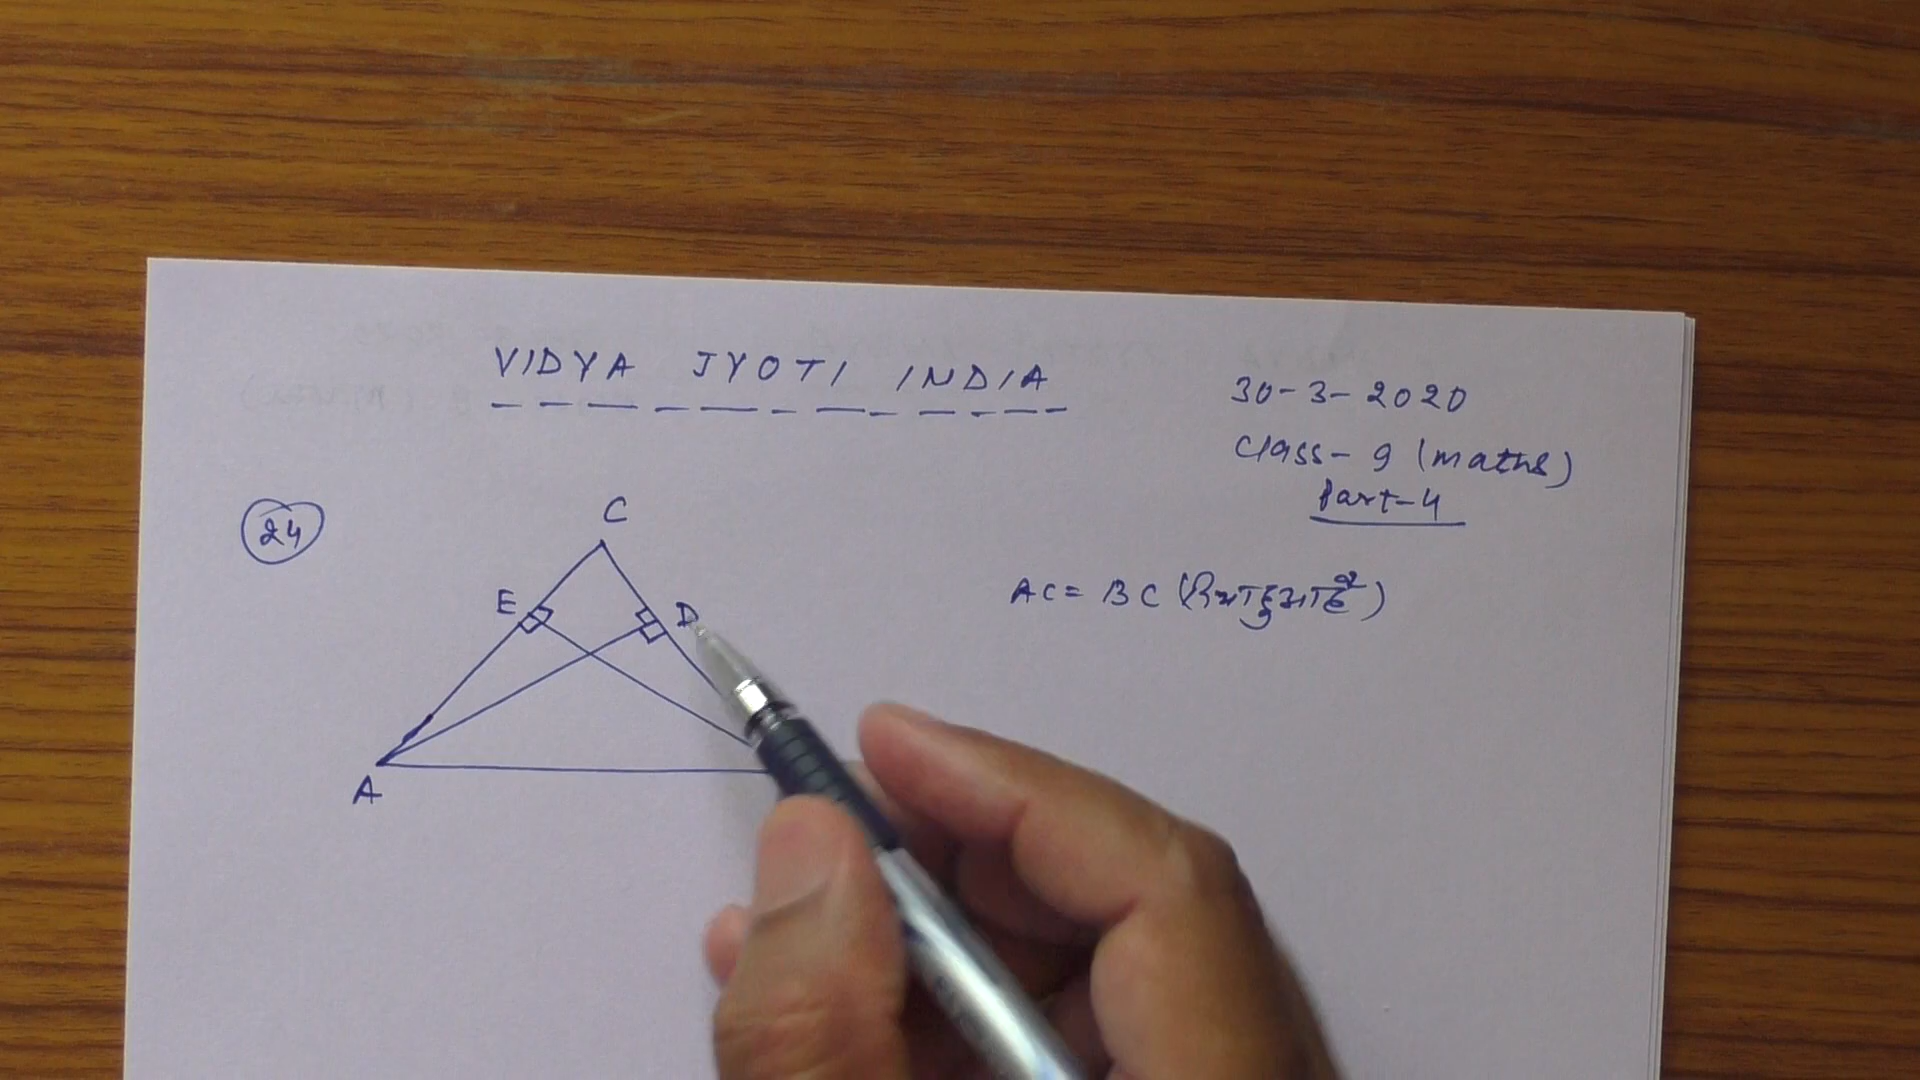 VIDYA JYOTI INDIA
30-3-2020
Class-9 (maths)
Part-4
24
C
E
D
A
AC = BC (दिया हुआ है)